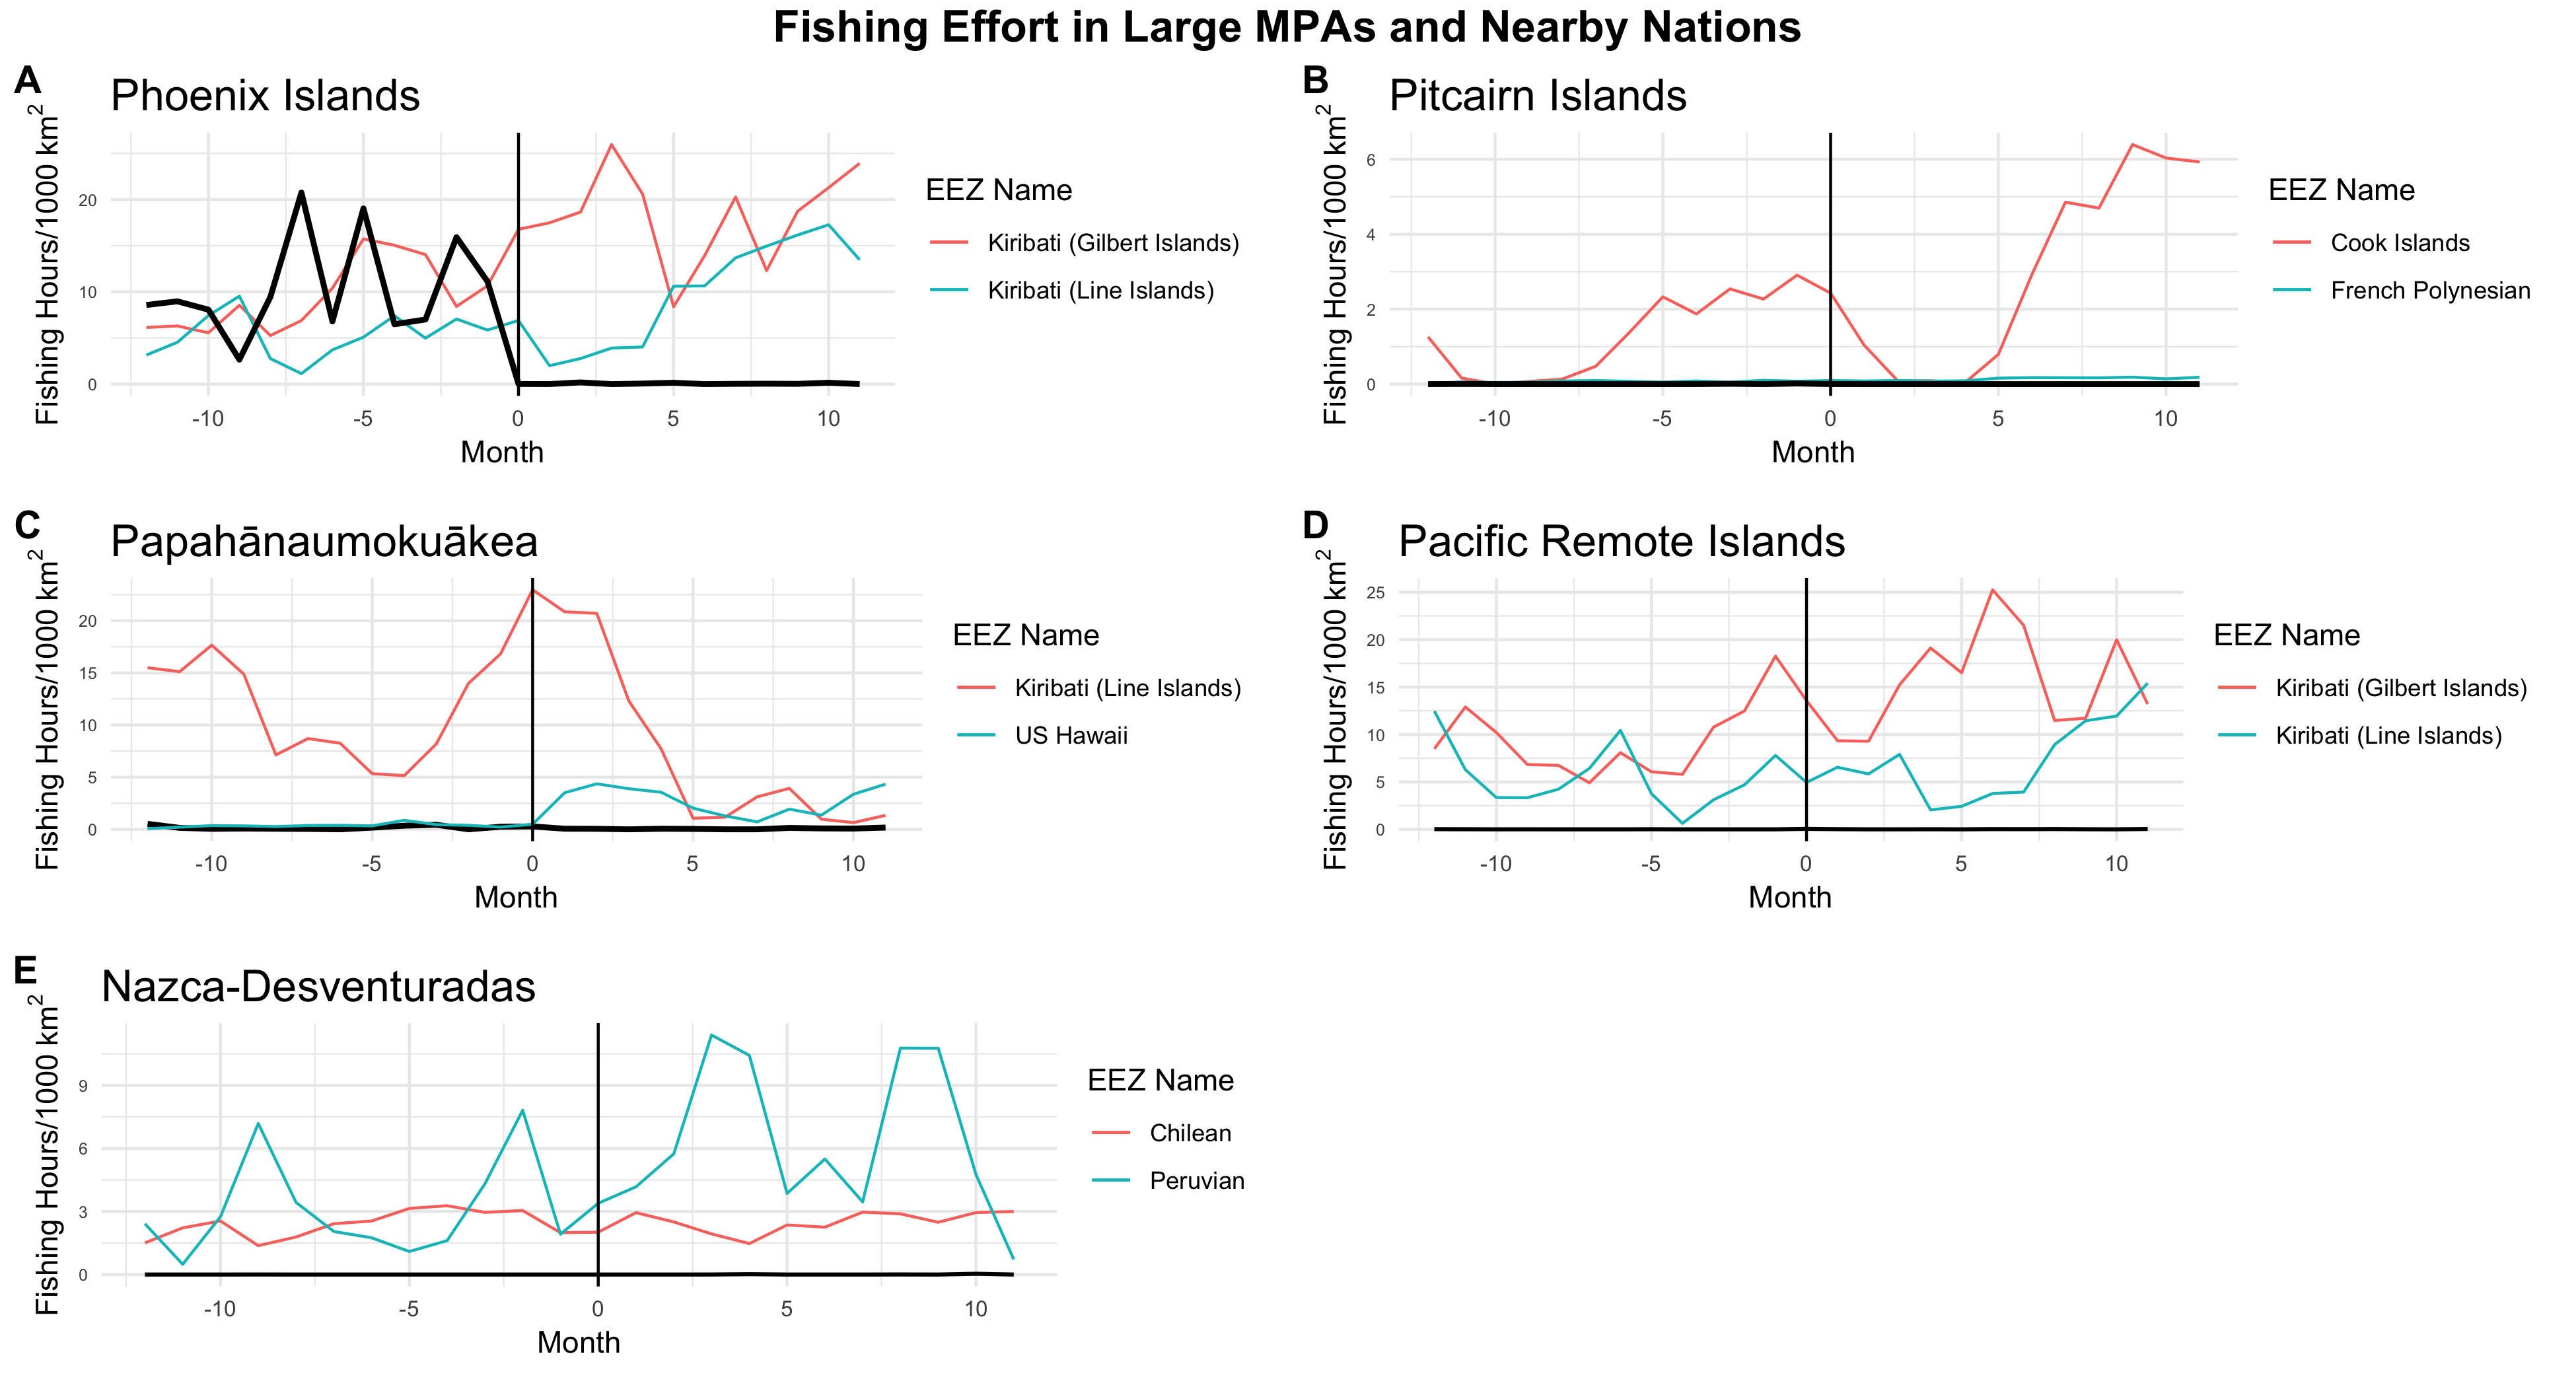 Fishing Effort in Large MPAs and Nearby Nations
A
Phoenix Islands
Fishing Hours/1000 km²
20
10
0
-10 -5 0 5 10
Month
EEZ Name
Kiribati (Gilbert Islands)
Kiribati (Line Islands)
B
Pitcairn Islands
Fishing Hours/1000 km²
6
4
2
0
-10 -5 0 5 10
Month
EEZ Name
Cook Islands
French Polynesian
C
Papahānaumokuākea
Fishing Hours/1000 km²
20
15
10
5
0
-10 -5 0 5 10
Month
EEZ Name
Kiribati (Line Islands)
US Hawaii
D
Pacific Remote Islands
Fishing Hours/1000 km²
25
20
15
10
5
0
-10 -5 0 5 10
Month
EEZ Name
Kiribati (Gilbert Islands)
Kiribati (Line Islands)
E
Nazca-Desventuradas
Fishing Hours/1000 km²
9
6
3
0
-10 -5 0 5 10
Month
EEZ Name
Chilean
Peruvian